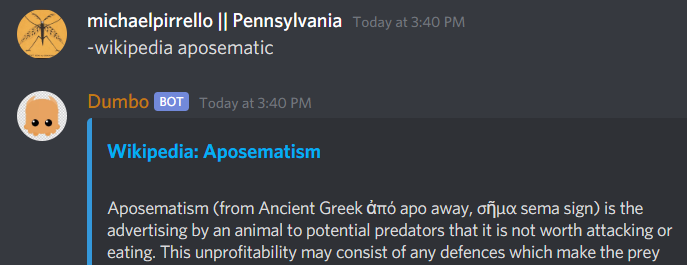 michaelpirrello || Pennsylvania Today at 3:40 PM
-wikipedia aposematic
Dumbo BOT Today at 3:40 PM
Wikipedia: Aposematism
Aposematism (from Ancient Greek ἀπό apo away, σῆμα sema sign) is the
advertising by an animal to potential predators that it is not worth attacking or
eating. This unprofitability may consist of any defences which make the prey